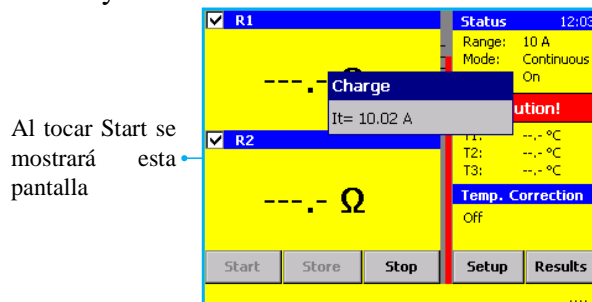 Al tocar Start se
mostrará esta
pantalla
R1
---.-
Charge
It= 10.02 A
R2
---.- Ω
Start Store Stop
Status 12:03
Range: 10 A
Mode: Continuous
On
ution!
T1: --.- °C
T2: --.- °C
T3: --.- °C
Temp. Correction
Off
Setup Results